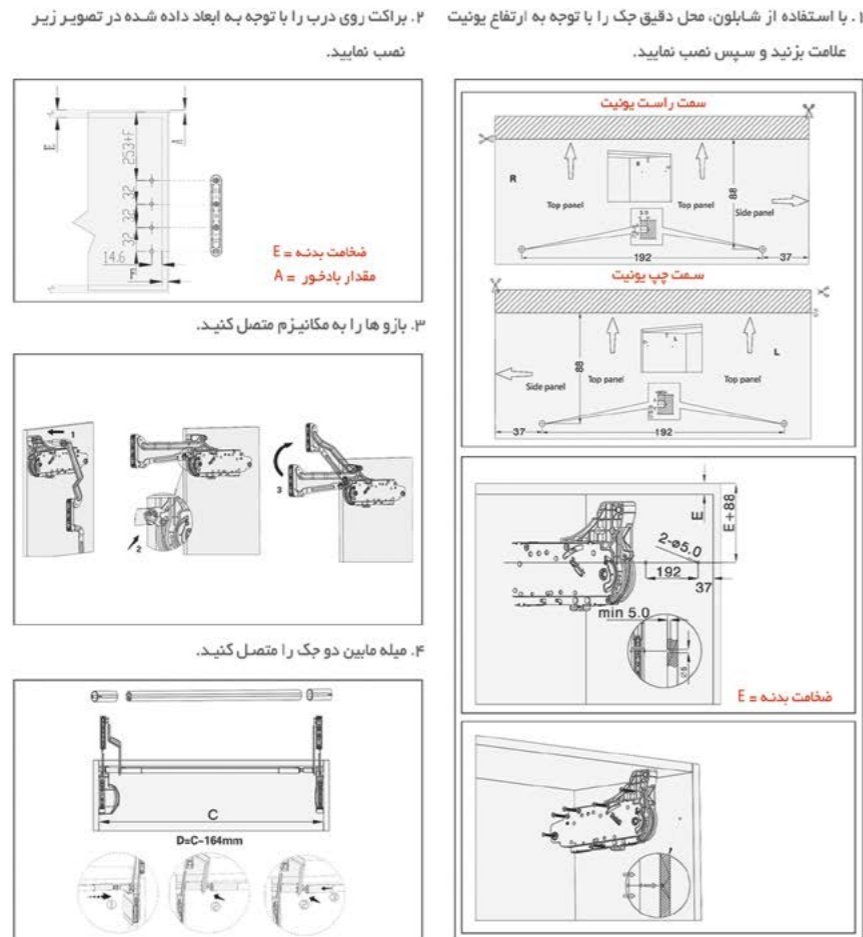 ۱. با استفاده از شابلون، محل دقیق جک را با توجه به ارتفاع یونیت
علامت بزنید و سپس نصب نمایید.
سمت راست یونیت
R
Top panel
Top panel
Side panel
88
192
37
سمت چپ یونیت
L
Side panel
Top panel
Top panel
88
37
192
E
E+88
2-ø5.0
192
37
min 5.0
ø5
ضخامت بدنه = E
۲. براکت روی درب را با توجه به ابعاد داده شده در تصویر زیر
نصب نمایید.
E
A
253+F
32
32
32
14.6
F
ضخامت بدنه = E
مقدار بادخور = A
۳. بازو ها را به مکانیزم متصل کنید.
1
2
3
۴. میله مابین دو جک را متصل کنید.
C
D=C-164mm